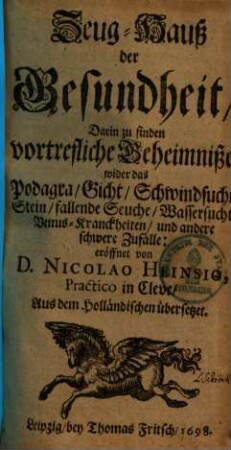 Zeug-Hauß
der
Gesundheit/
Darin zu finden
vortrefliche Geheimniße
wider das
Podagra/ Gicht/ Schwindsucht
Stein/ fallende Seuche/ Wassersucht
Venus-Kranckheiten/ und andere
schwere Zufälle:
eröffnet von
D. NICOLAO HEINSIO,
Practico in Cleve/
Aus dem Holländischen übersetzet.
Leipzig/ bey Thomas Fritsch/ 1698.